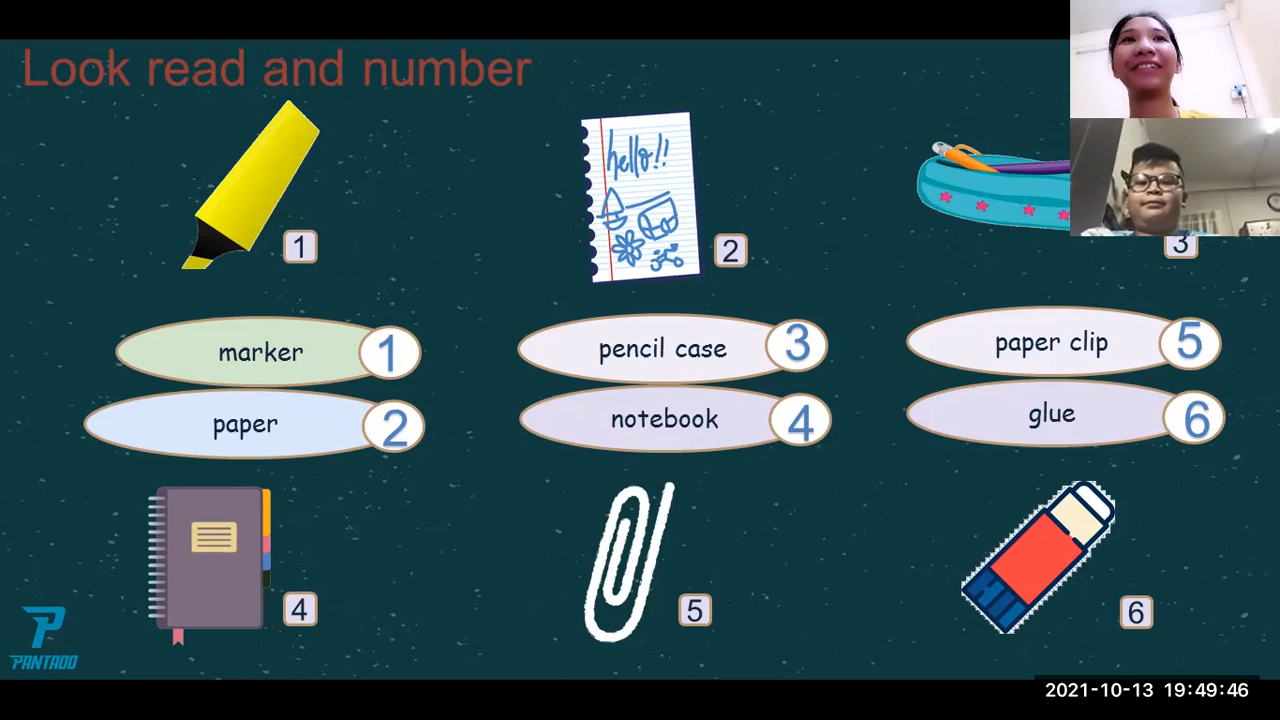 Look read and number
hello!!
1
2
3
marker 1
pencil case 3
paper clip 5
paper 2
notebook 4
glue 6
4
5
6
PANTADO
2021-10-13 19:49:46